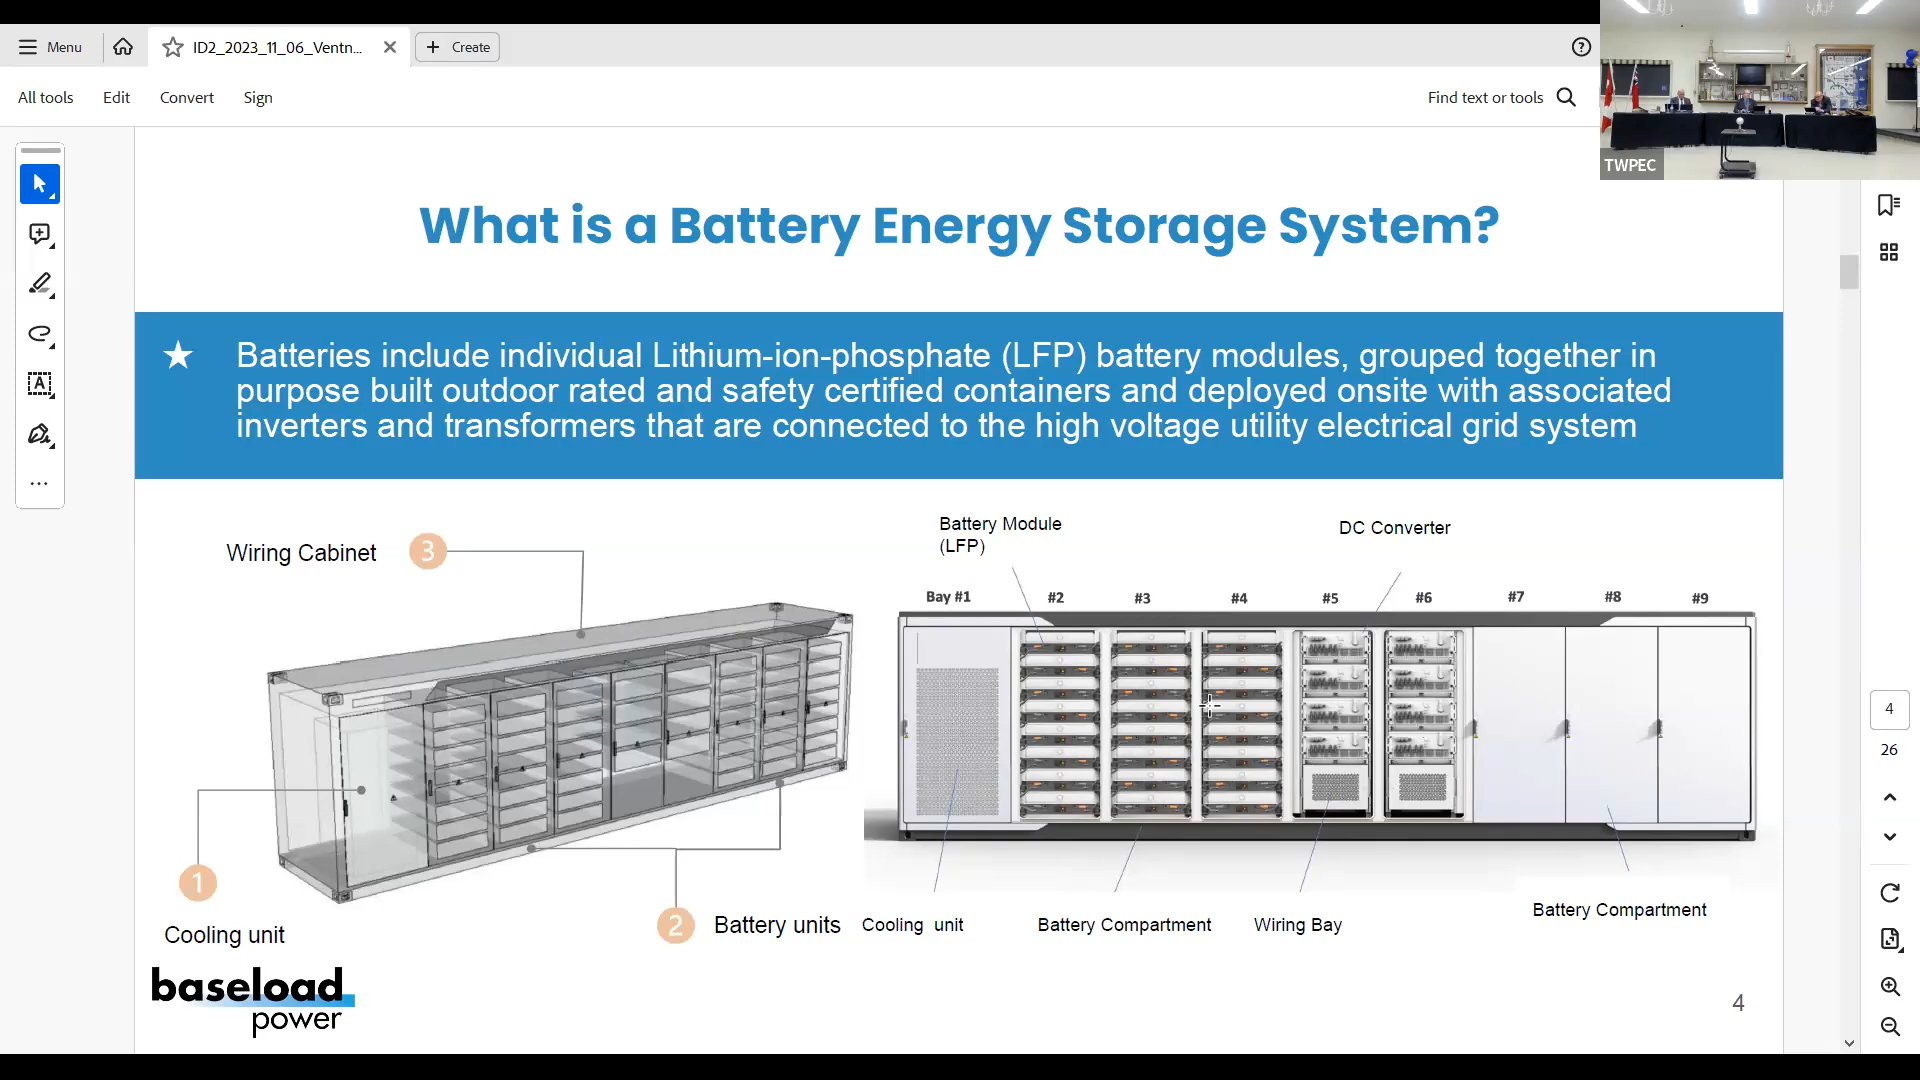 Menu
ID2_2023_11_06_Ventn...
Create
All tools
Edit
Convert
Sign
Find text or tools
TWPEC
What is a Battery Energy Storage System?
Batteries include individual Lithium-ion-phosphate (LFP) battery modules, grouped together in
purpose built outdoor rated and safety certified containers and deployed onsite with associated
inverters and transformers that are connected to the high voltage utility electrical grid system
Wiring Cabinet
3
1
Cooling unit
2
Battery units
Battery Module
(LFP)
DC Converter
Bay #1
#2
#3
#4
#5
#6
#7
#8
#9
Cooling unit
Battery Compartment
Wiring Bay
Battery Compartment
baseload
power
4
4
26